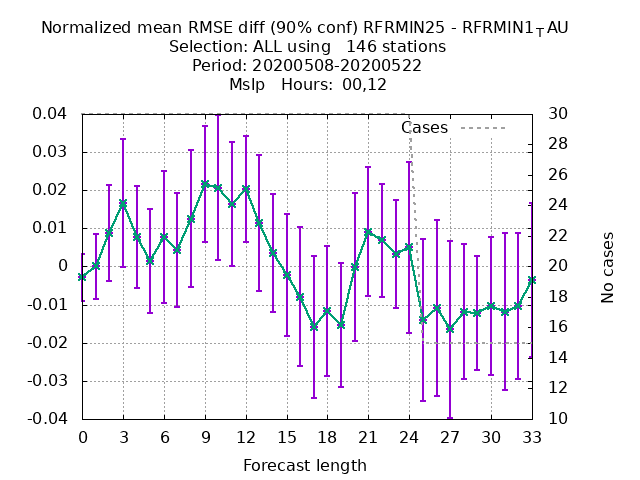 Normalized mean RMSE diff (90% conf) RFRMIN25 - RFRMIN1TAU
Selection: ALL using   146 stations
Period: 20200508-20200522
Mslp   Hours: 00,12
Cases
0.04
0.03
0.02
0.01
0
-0.01
-0.02
-0.03
-0.04
30
28
26
24
22
20
18
16
14
12
10
No cases
0 3 6 9 12 15 18 21 24 27 30 33
Forecast length